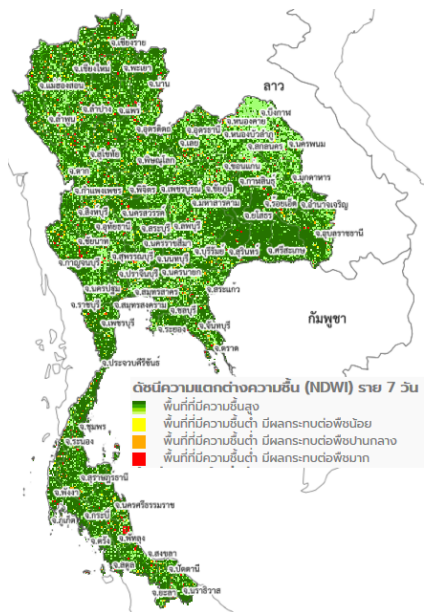 จ.เชียงราย
จ.เชียงใหม่ จ.พะเยา
จ.แม่ฮ่องสอน จ.น่าน
ลาว
จ.ลำปาง จ.แพร่
จ.ลำพูน
จ.บึงกาฬ
จ.หนองคาย
จ.อุตรดิตถ์ จ.อุดรธานี
จ.หนองบัวลำภู
จ.เลย จ.สกลนคร จ.นครพนม
จ.สุโขทัย
จ.พิษณุโลก
จ.ขอนแก่น
จ.ตาก
จ.กาฬสินธุ์ จ.มุกดาหาร
จ.กำแพงเพชร จ.พิจิตร จ.เพชรบูรณ์ จ.ชัยภูมิ
จ.มหาสารคาม จ.ร้อยเอ็ด จ.อำนาจเจริญ
จ.สิงห์บุรี จ.นครสวรรค์
จ.ยโสธร
จ.อุทัยธานี จ.สระบุรี จ.ลพบุรี
จ.อุบลราชธานี
จ.ชัยนาท จ.นครราชสีมา
จ.สุพรรณบุรี จ.นนทบุรี จ.บุรีรัมย์ จ.สุรินทร์ จ.ศรีสะเกษ
จ.กาญจนบุรี
จ.ปราจีนบุรี จ.นครนายก
จ.นครปฐม จ.สมุทรสาคร จ.สระแก้ว
จ.ราชบุรี จ.สมุทรสงคราม
จ.ชลบุรี
กัมพูชา
จ.เพชรบุรี จ.ระยอง จ.จันทบุรี
จ.ตราด
จ.ประจวบคีรีขันธ์
ดัชนีความแตกต่างความชื้น (NDWI) ราย 7 วัน
พื้นที่ที่มีความชื้นสูง
พื้นที่ที่มีความชื้นต่ำ มีผลกระทบต่อพืชน้อย
พื้นที่ที่มีความชื้นต่ำ มีผลกระทบต่อพืชปานกลาง
พื้นที่ที่มีความชื้นต่ำ มีผลกระทบต่อพืชมาก
จ.ชุมพร
จ.ระนอง
จ.สุราษฎร์ธานี
จ.พังงา
จ.นครศรีธรรมราช
จ.กระบี่
จ.ภูเก็ต
จ.ตรัง จ.พัทลุง
จ.สงขลา
จ.สตูล จ.ปัตตานี
จ.ยะลา จ.นราธิวาส